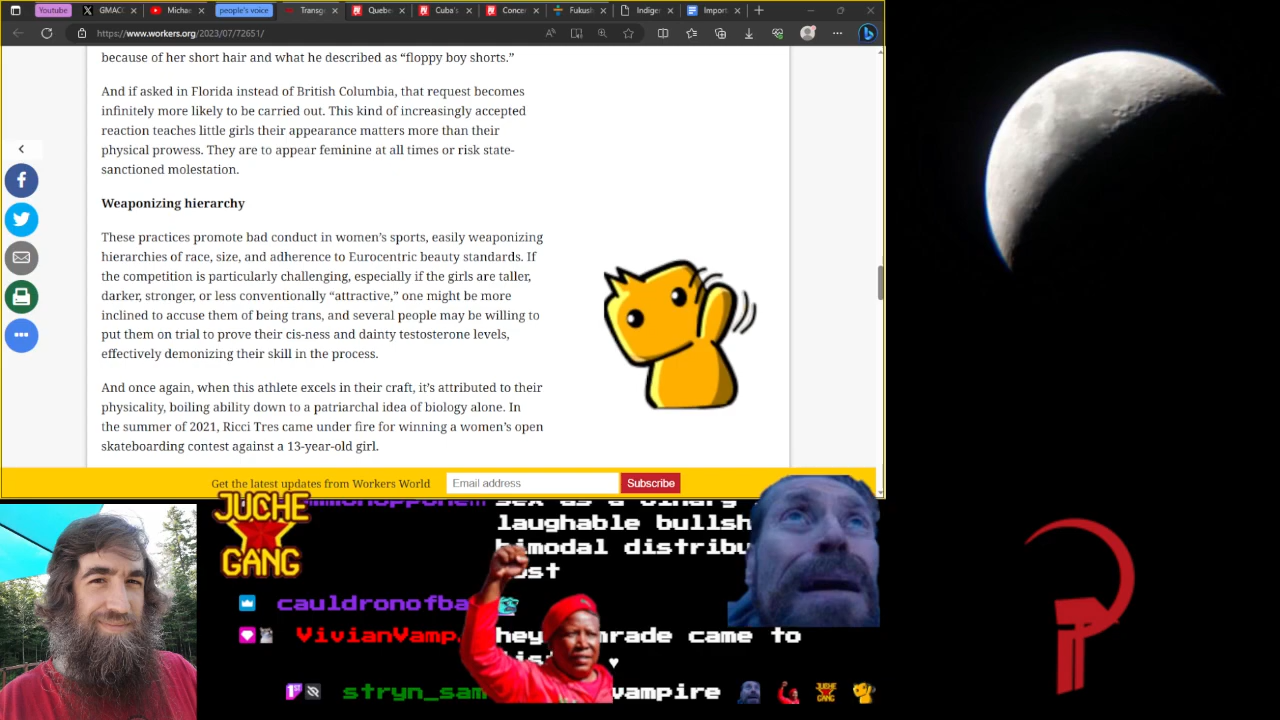 Youtube
GMACC
Michae
people's voice
Transg
Quebe
Cuba's
Concer
Fukush
Indiger
Import
https://www.workers.org/2023/07/72651/
because of her short hair and what he described as “floppy boy shorts.”
And if asked in Florida instead of British Columbia, that request becomes
infinitely more likely to be carried out. This kind of increasingly accepted
reaction teaches little girls their appearance matters more than their
physical prowess. They are to appear feminine at all times or risk state-
sanctioned molestation.
Weaponizing hierarchy
These practices promote bad conduct in women’s sports, easily weaponizing
hierarchies of race, size, and adherence to Eurocentric beauty standards. If
the competition is particularly challenging, especially if the girls are taller,
darker, stronger, or less conventionally “attractive,” one might be more
inclined to accuse them of being trans, and several people may be willing to
put them on trial to prove their cis-ness and dainty testosterone levels,
effectively demonizing their skill in the process.
And once again, when this athlete excels in their craft, it’s attributed to their
physicality, boiling ability down to a patriarchal idea of biology alone. In
the summer of 2021, Ricci Tres came under fire for winning a women’s open
skateboarding contest against a 13-year-old girl.
Get the latest updates from Workers World
Email address
Subscribe
JUCHE
GANG
sex as a binary
laughable bullsh
bimodal distribu
cauldronofba
VivianVamp
hey
rade came to
♥
1st
stryn_sam
vampire